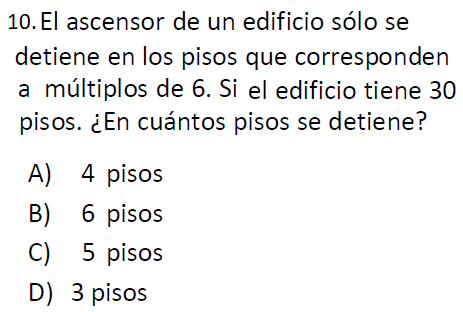 10. El ascensor de un edificio sólo se
detiene en los pisos que corresponden
a múltiplos de 6. Si el edificio tiene 30
pisos. ¿En cuántos pisos se detiene?
A) 4 pisos
B) 6 pisos
C) 5 pisos
D) 3 pisos